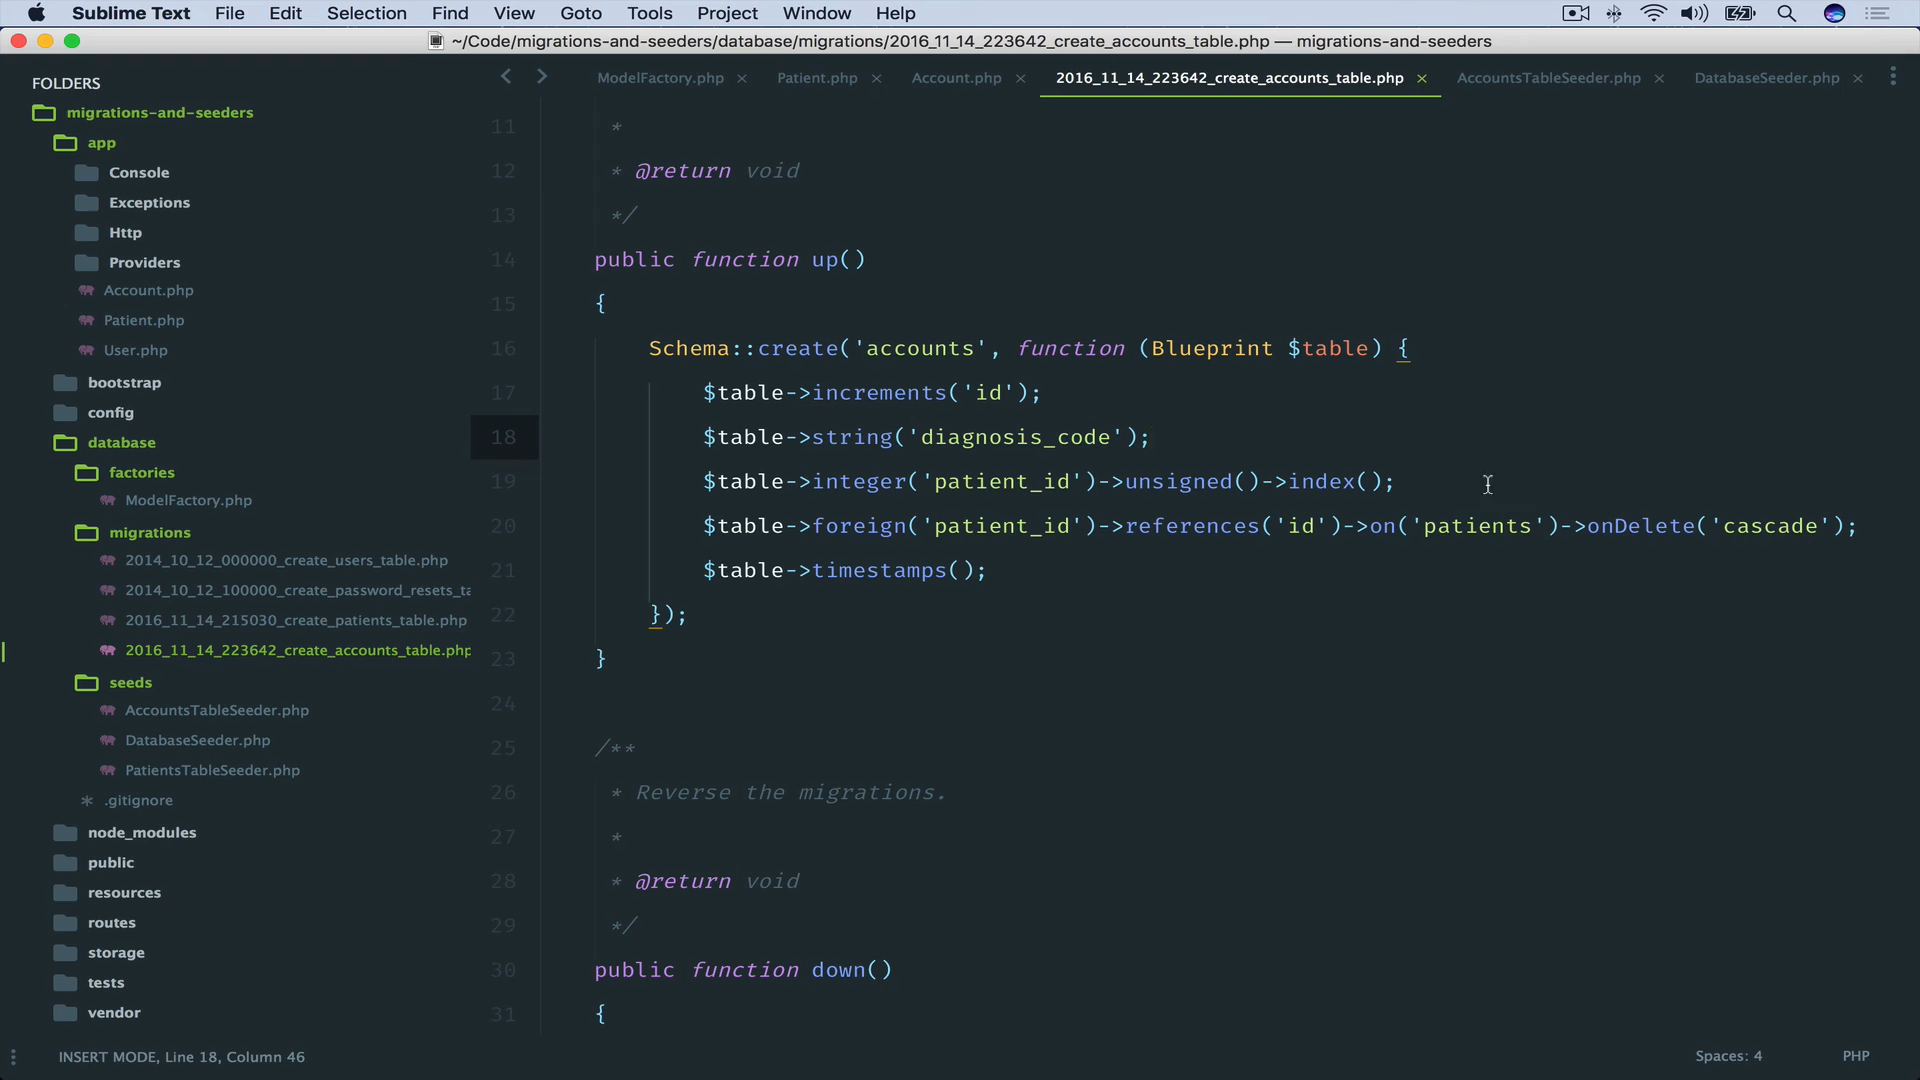 Sublime Text File Edit Selection Find View Goto Tools Project Window Help
~/Code/migrations-and-seeders/database/migrations/2016_11_14_223642_create_accounts_table.php — migrations-and-seeders
ModelFactory.php × Patient.php × Account.php × 2016_11_14_223642_create_accounts_table.php × AccountsTableSeeder.php × DatabaseSeeder.php ×
FOLDERS
migrations-and-seeders
app
Console
Exceptions
Http
Providers
Account.php
Patient.php
User.php
bootstrap
config
database
factories
ModelFactory.php
migrations
2014_10_12_000000_create_users_table.php
2014_10_12_100000_create_password_resets_ta
2016_11_14_215030_create_patients_table.php
2016_11_14_223642_create_accounts_table.php
seeds
AccountsTableSeeder.php
DatabaseSeeder.php
PatientsTableSeeder.php
.gitignore
node_modules
public
resources
routes
storage
tests
vendor
11 *
12 * @return void
13 */
14 public function up()
15 {
16 Schema::create('accounts', function (Blueprint $table) {
17 $table->increments('id');
18 $table->string('diagnosis_code');
19 $table->integer('patient_id')->unsigned()->index();
20 $table->foreign('patient_id')->references('id')->on('patients')->onDelete('cascade');
21 $table->timestamps();
22 });
23 }
24
25 /**
26 * Reverse the migrations.
27 *
28 * @return void
29 */
30 public function down()
31 {
INSERT MODE, Line 18, Column 46 Spaces: 4 PHP